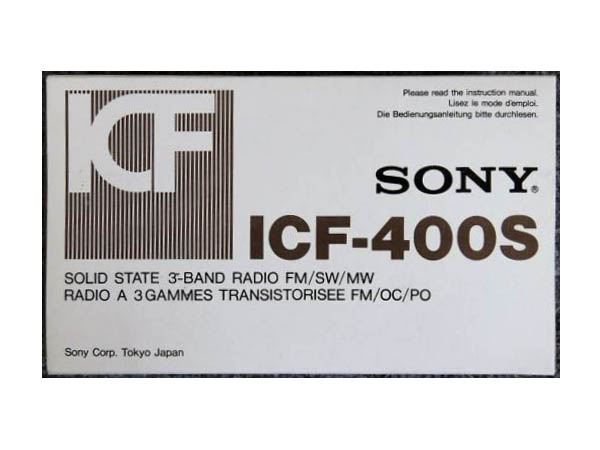 ICF
Please read the instruction manual.
Lisez le mode d'emploi.
Die Bedienungsanleitung bitte durchlesen.
SONY®
ICF-400S
SOLID STATE 3-BAND RADIO FM/SW/MW
RADIO A 3 GAMMES TRANSISTORISEE FM/OC/PO
Sony Corp. Tokyo Japan